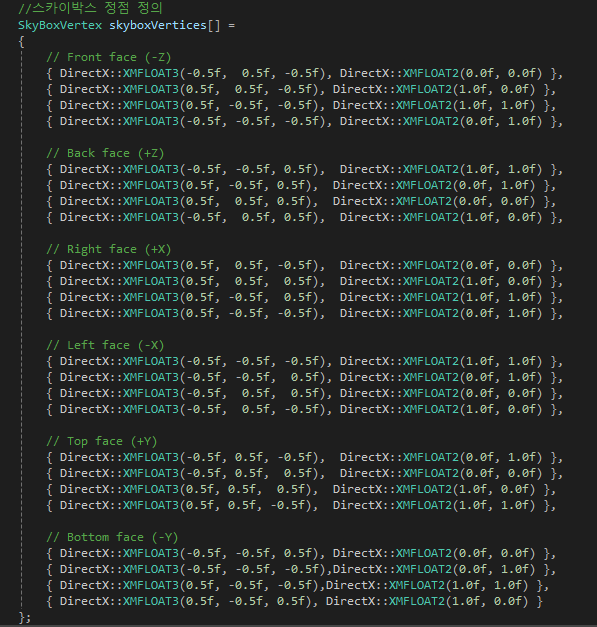 //스카이박스 정점 정의
SkyBoxVertex skyboxVertices[] =
{
    // Front face (-Z)
    { DirectX::XMFLOAT3(-0.5f,  0.5f, -0.5f), DirectX::XMFLOAT2(0.0f, 0.0f) },
    { DirectX::XMFLOAT3(0.5f,  0.5f, -0.5f), DirectX::XMFLOAT2(1.0f, 0.0f) },
    { DirectX::XMFLOAT3(0.5f, -0.5f, -0.5f), DirectX::XMFLOAT2(1.0f, 1.0f) },
    { DirectX::XMFLOAT3(-0.5f, -0.5f, -0.5f), DirectX::XMFLOAT2(0.0f, 1.0f) },

    // Back face (+Z)
    { DirectX::XMFLOAT3(-0.5f, -0.5f, 0.5f),  DirectX::XMFLOAT2(1.0f, 1.0f) },
    { DirectX::XMFLOAT3(0.5f, -0.5f, 0.5f),  DirectX::XMFLOAT2(0.0f, 1.0f) },
    { DirectX::XMFLOAT3(0.5f,  0.5f, 0.5f),  DirectX::XMFLOAT2(0.0f, 0.0f) },
    { DirectX::XMFLOAT3(-0.5f,  0.5f, 0.5f),  DirectX::XMFLOAT2(1.0f, 0.0f) },

    // Right face (+X)
    { DirectX::XMFLOAT3(0.5f,  0.5f, -0.5f),  DirectX::XMFLOAT2(0.0f, 0.0f) },
    { DirectX::XMFLOAT3(0.5f,  0.5f,  0.5f),  DirectX::XMFLOAT2(1.0f, 0.0f) },
    { DirectX::XMFLOAT3(0.5f, -0.5f,  0.5f),  DirectX::XMFLOAT2(1.0f, 1.0f) },
    { DirectX::XMFLOAT3(0.5f, -0.5f, -0.5f),  DirectX::XMFLOAT2(0.0f, 1.0f) },

    // Left face (-X)
    { DirectX::XMFLOAT3(-0.5f, -0.5f, -0.5f), DirectX::XMFLOAT2(1.0f, 1.0f) },
    { DirectX::XMFLOAT3(-0.5f, -0.5f,  0.5f), DirectX::XMFLOAT2(0.0f, 1.0f) },
    { DirectX::XMFLOAT3(-0.5f,  0.5f,  0.5f), DirectX::XMFLOAT2(0.0f, 0.0f) },
    { DirectX::XMFLOAT3(-0.5f,  0.5f, -0.5f), DirectX::XMFLOAT2(1.0f, 0.0f) },

    // Top face (+Y)
    { DirectX::XMFLOAT3(-0.5f, 0.5f, -0.5f),  DirectX::XMFLOAT2(0.0f, 1.0f) },
    { DirectX::XMFLOAT3(-0.5f, 0.5f,  0.5f),  DirectX::XMFLOAT2(0.0f, 0.0f) },
    { DirectX::XMFLOAT3(0.5f, 0.5f,  0.5f),  DirectX::XMFLOAT2(1.0f, 0.0f) },
    { DirectX::XMFLOAT3(0.5f, 0.5f, -0.5f),  DirectX::XMFLOAT2(1.0f, 1.0f) },

    // Bottom face (-Y)
    { DirectX::XMFLOAT3(-0.5f, -0.5f, 0.5f), DirectX::XMFLOAT2(0.0f, 0.0f) },
    { DirectX::XMFLOAT3(-0.5f, -0.5f, -0.5f),DirectX::XMFLOAT2(0.0f, 1.0f) },
    { DirectX::XMFLOAT3(0.5f, -0.5f, -0.5f),DirectX::XMFLOAT2(1.0f, 1.0f) },
    { DirectX::XMFLOAT3(0.5f, -0.5f, 0.5f), DirectX::XMFLOAT2(1.0f, 0.0f) }
};